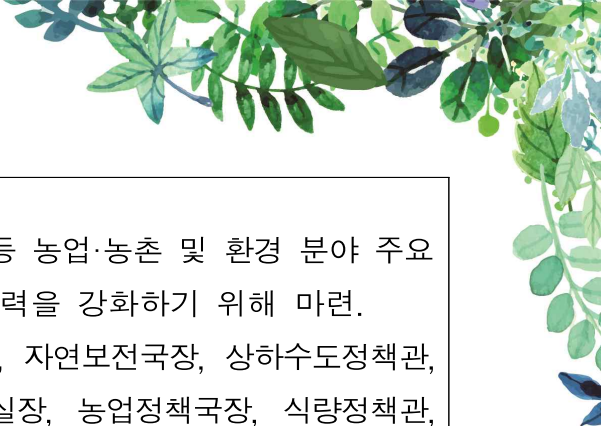 등 농업·농촌 및 환경 분야 주요
력을 강화하기 위해 마련.
, 자연보전국장, 상하수도정책관,
실장, 농업정책국장, 식량정책관,